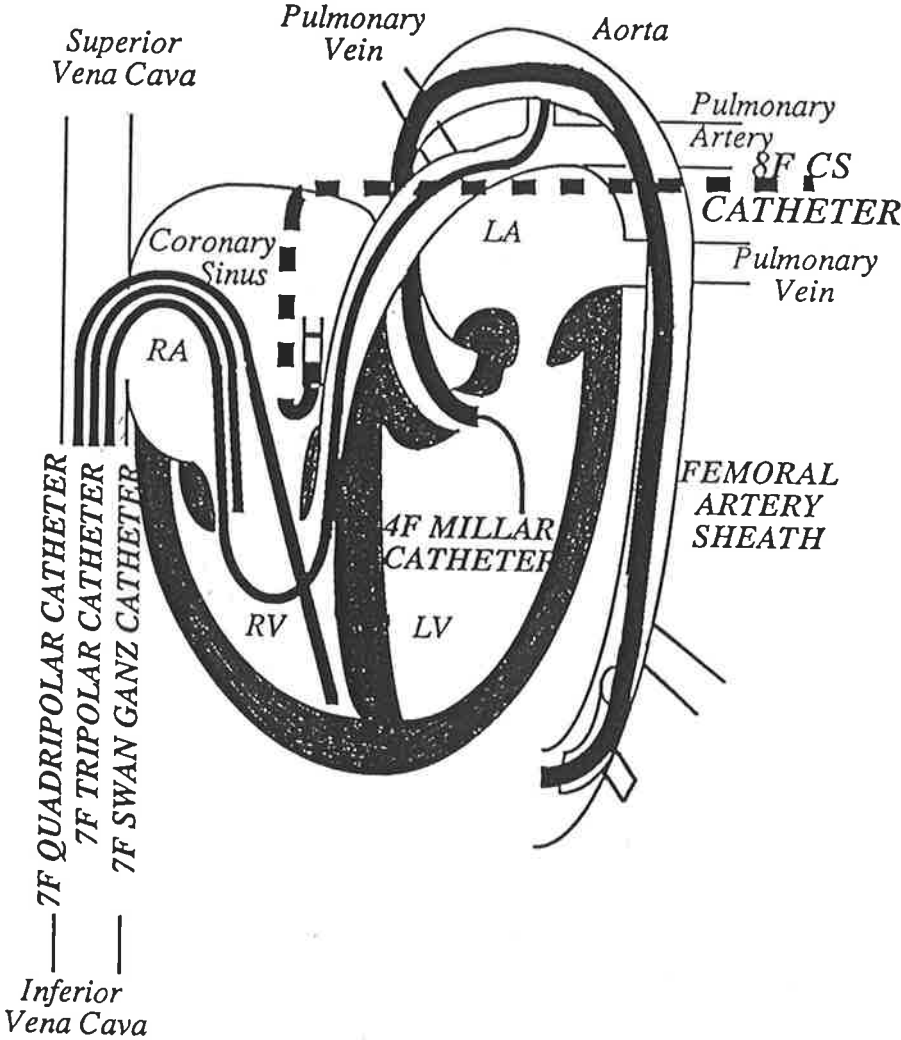 Pulmonary
Vein
Aorta
Superior
Vena Cava
Pulmonary
Artery
8F CS
CATHETER
LA
Coronary
Sinus
Pulmonary
Vein
RA
FEMORAL
ARTERY
SHEATH
4F MILLAR
CATHETER
RV
LV
7F QUADRIPOLAR CATHETER
7F TRIPOLAR CATHETER
7F SWAN GANZ CATHETER
Inferior
Vena Cava